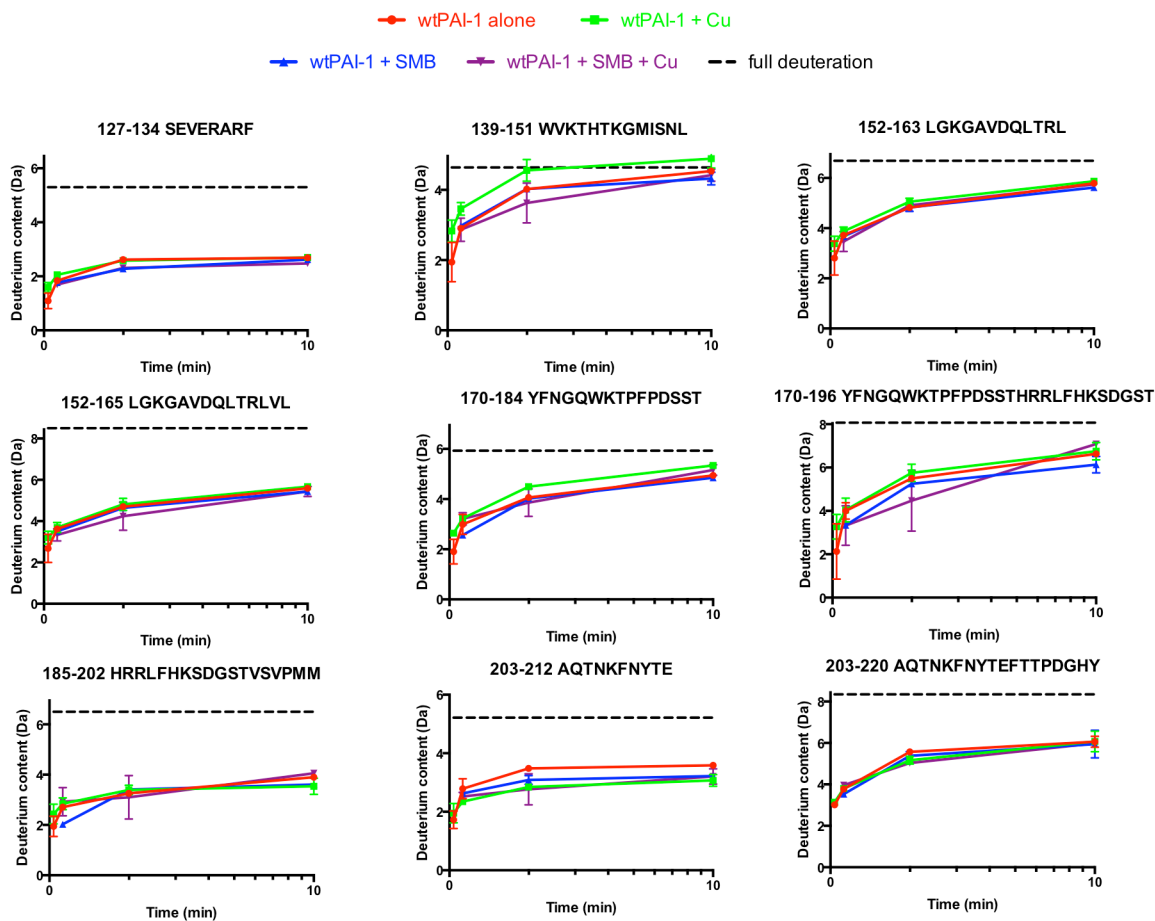 wtPAI-1 alone wtPAI-1 + Cu
wtPAI-1 + SMB wtPAI-1 + SMB + Cu full deuteration
127-134 SEVERARF
Deuterium content (Da)
6
4
2
0
0 10
Time (min)
139-151 WVKTHTKGMISNL
Deuterium content (Da)
4
2
0
0 10
Time (min)
152-163 LGKGAVDQLTRL
Deuterium content (Da)
6
4
2
0
0 10
Time (min)
152-165 LGKGAVDQLTRLVL
Deuterium content (Da)
8
6
4
2
0
0 10
Time (min)
170-184 YFNGQWKTPFPDSST
Deuterium content (Da)
6
4
2
0
0 10
Time (min)
170-196 YFNGQWKTPFPDSSTHRRLFHKSDGST
Deuterium content (Da)
8
6
4
2
0
0 10
Time (min)
185-202 HRRLFHKSDGSTVSVPMM
Deuterium content (Da)
6
4
2
0
0 10
Time (min)
203-212 AQTNKFNYTE
Deuterium content (Da)
6
4
2
0
0 10
Time (min)
203-220 AQTNKFNYTEFTTPDGHY
Deuterium content (Da)
8
6
4
2
0
0 10
Time (min)